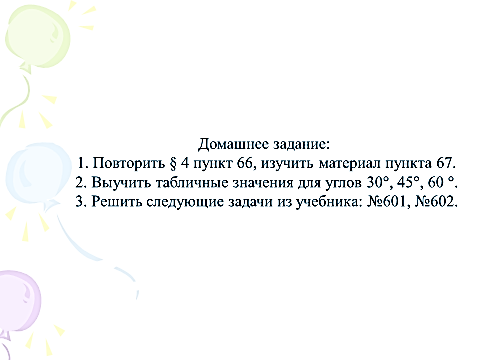 Домашнее задание:
1. Повторить § 4 пункт 66, изучить материал пункта 67.
2. Выучить табличные значения для углов 30°, 45°, 60 °.
3. Решить следующие задачи из учебника: №601, №602.